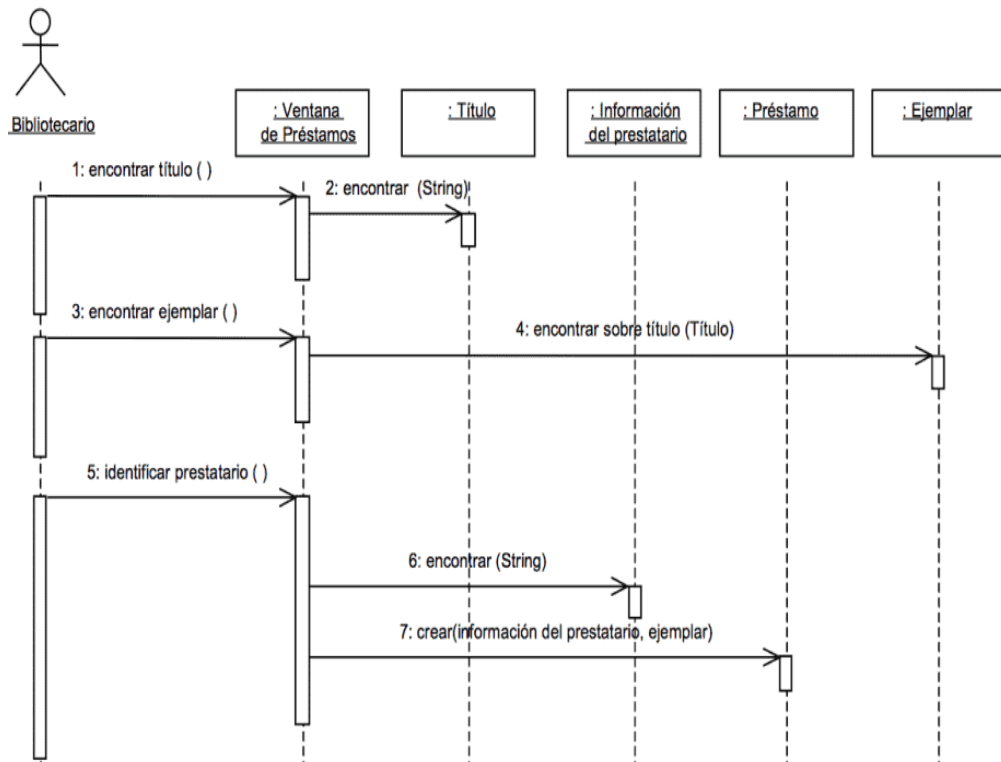 Bibliotecario
: Ventana
de Préstamos
: Título
: Información
del prestatario
: Préstamo
: Ejemplar
1: encontrar título ( )
2: encontrar (String)
3: encontrar ejemplar ( )
4: encontrar sobre título (Título)
5: identificar prestatario ( )
6: encontrar (String)
7: crear(información del prestatario, ejemplar)